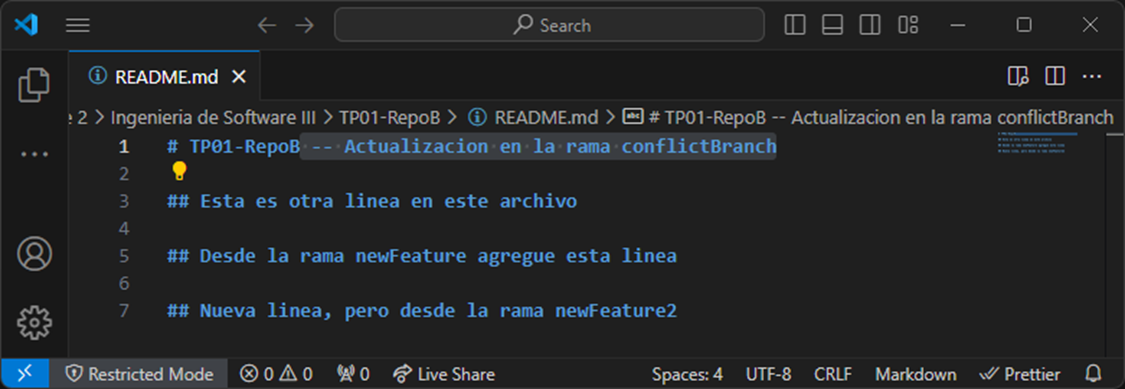 Search
README.md
e 2 > Ingenieria de Software III > TP01-RepoB > README.md > # TP01-RepoB -- Actualizacion en la rama conflictBranch
1 # TP01-RepoB -- Actualizacion en la rama conflictBranch
2
3 ## Esta es otra linea en este archivo
4
5 ## Desde la rama newFeature agregue esta linea
6
7 ## Nueva linea, pero desde la rama newFeature2
Restricted Mode 0 0 0 Live Share Spaces: 4 UTF-8 CRLF Markdown Prettier